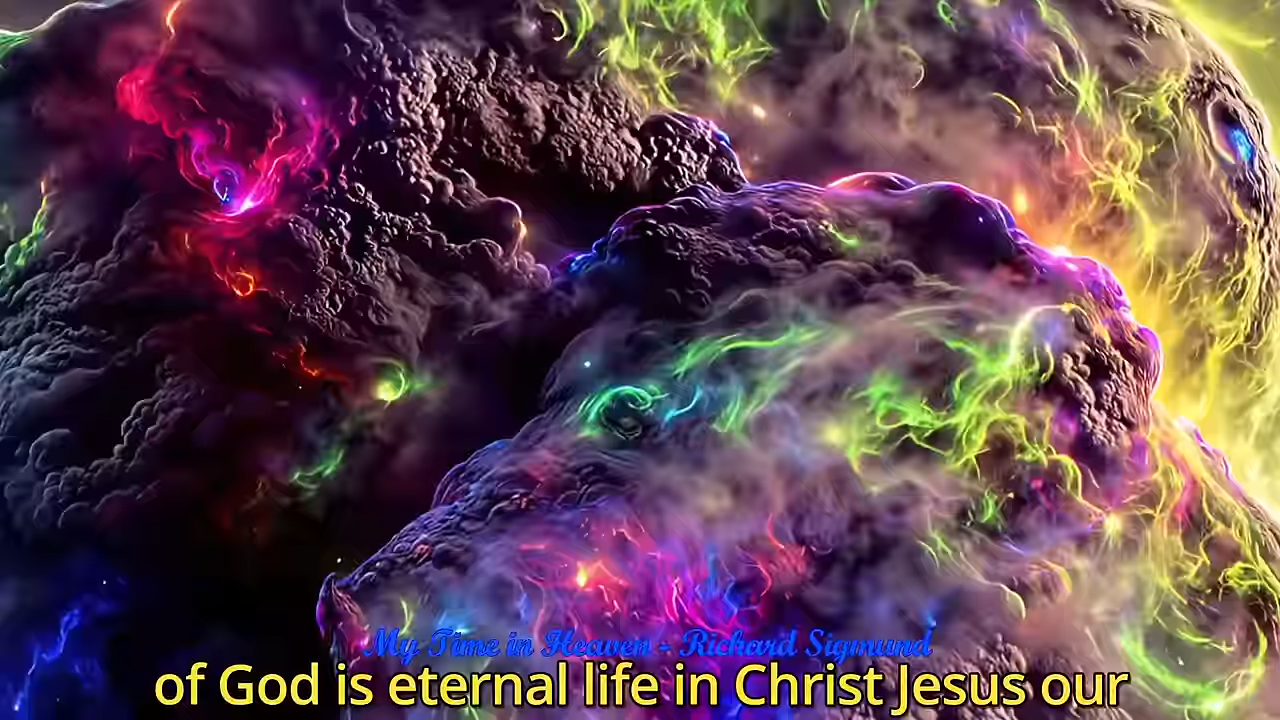 My Time in Heaven - Richard Sigmund
of God is eternal life in Christ Jesus our